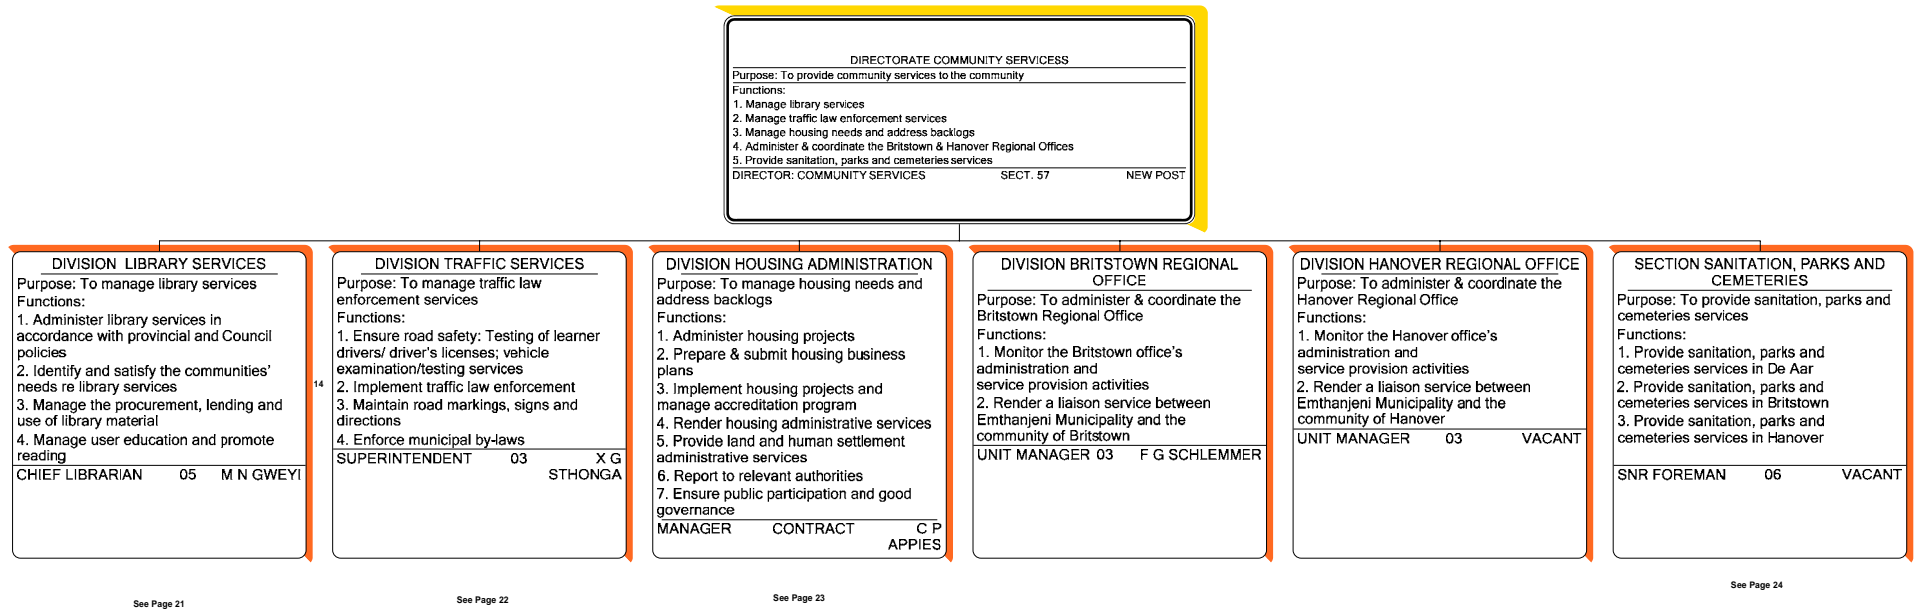 DIRECTORATE COMMUNITY SERVICESS
Purpose: To provide community services to the community
Functions:
1. Manage library services
2. Manage traffic law enforcement services
3. Manage housing needs and address backlogs
4. Administer & coordinate the Britstown & Hanover Regional Offices
5. Provide sanitation, parks and cemeteries services
DIRECTOR: COMMUNITY SERVICES SECT. 57 NEW POST
DIVISION LIBRARY SERVICES
Purpose: To manage library services
Functions:
1. Administer library services in
accordance with provincial and Council
policies
2. Identify and satisfy the communities'
needs re library services
3. Manage the procurement, lending and
use of library material
4. Manage user education and promote
reading
CHIEF LIBRARIAN 05 M N GWEYI
14
DIVISION TRAFFIC SERVICES
Purpose: To manage traffic law
enforcement services
Functions:
1. Ensure road safety: Testing of learner
drivers/ driver's licenses; vehicle
examination/testing services
2. Implement traffic law enforcement
3. Maintain road markings, signs and
directions
4. Enforce municipal by-laws
SUPERINTENDENT 03 X G
STHONGA
DIVISION HOUSING ADMINISTRATION
Purpose: To manage housing needs and
address backlogs
Functions:
1. Administer housing projects
2. Prepare & submit housing business
plans
3. Implement housing projects and
manage accreditation program
4. Render housing administrative services
5. Provide land and human settlement
administrative services
6. Report to relevant authorities
7. Ensure public participation and good
governance
MANAGER CONTRACT C P
APPIES
DIVISION BRITSTOWN REGIONAL
OFFICE
Purpose: To administer & coordinate the
Britstown Regional Office
Functions:
1. Monitor the Britstown office's
administration and
service provision activities
2. Render a liaison service between
Emthanjeni Municipality and the
community of Britstown
UNIT MANAGER 03 F G SCHLEMMER
DIVISION HANOVER REGIONAL OFFICE
Purpose: To administer & coordinate the
Hanover Regional Office
Functions:
1. Monitor the Hanover office's
administration and
service provision activities
2. Render a liaison service between
Emthanjeni Municipality and the
community of Hanover
UNIT MANAGER 03 VACANT
SECTION SANITATION, PARKS AND
CEMETERIES
Purpose: To provide sanitation, parks and
cemeteries services
Functions:
1. Provide sanitation, parks and
cemeteries services in De Aar
2. Provide sanitation, parks and
cemeteries services in Britstown
3. Provide sanitation, parks and
cemeteries services in Hanover
SNR FOREMAN 06 VACANT
See Page 21
See Page 22
See Page 23
See Page 24